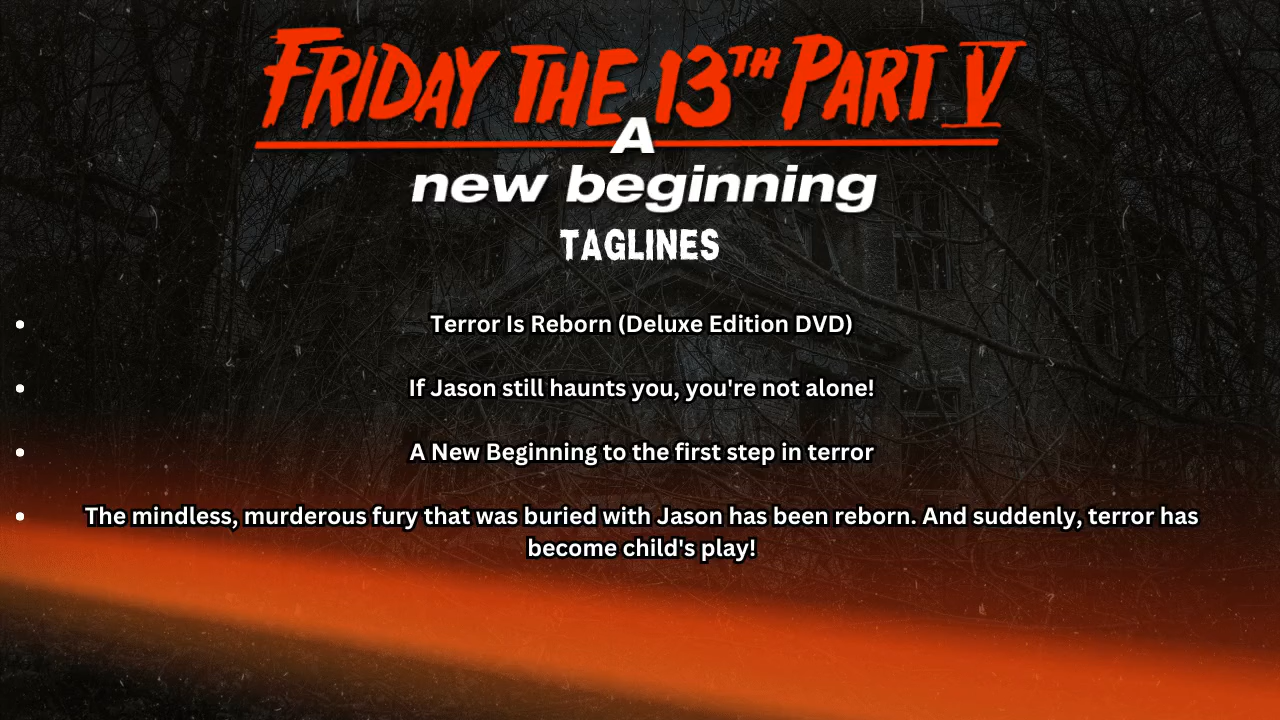 FRIDAY THE 13TH PART V
A
new beginning
TAGLINES
• Terror Is Reborn (Deluxe Edition DVD)
• If Jason still haunts you, you're not alone!
• A New Beginning to the first step in terror
• The mindless, murderous fury that was buried with Jason has been reborn. And suddenly, terror has
become child's play!